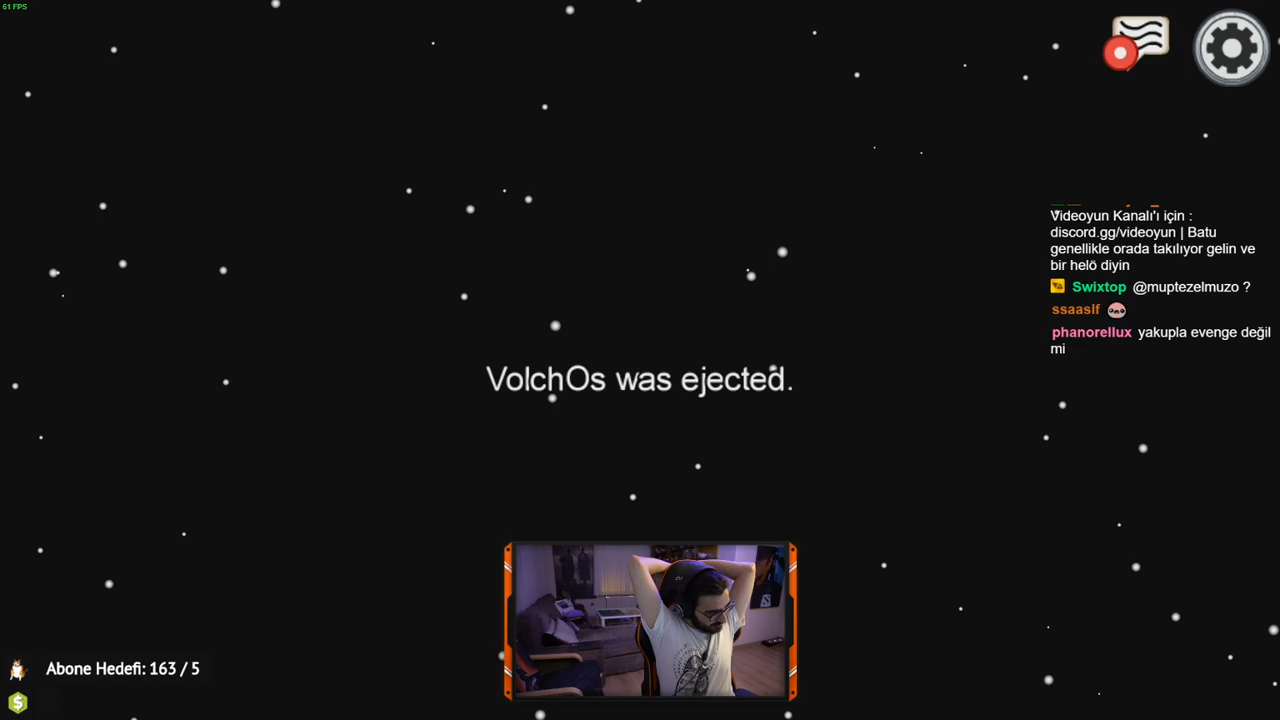 61 FPS
Videoyun Kanalı'ı için :
discord.gg/videoyun | Batu
genellikle orada takılıyor gelin ve
bir helö diyin
Swixtop @muptezelmuzo ?
ssaaslf
phanorellux yakupla evenge değil
mi
VolchOs was ejected.
Abone Hedefi: 163 / 5